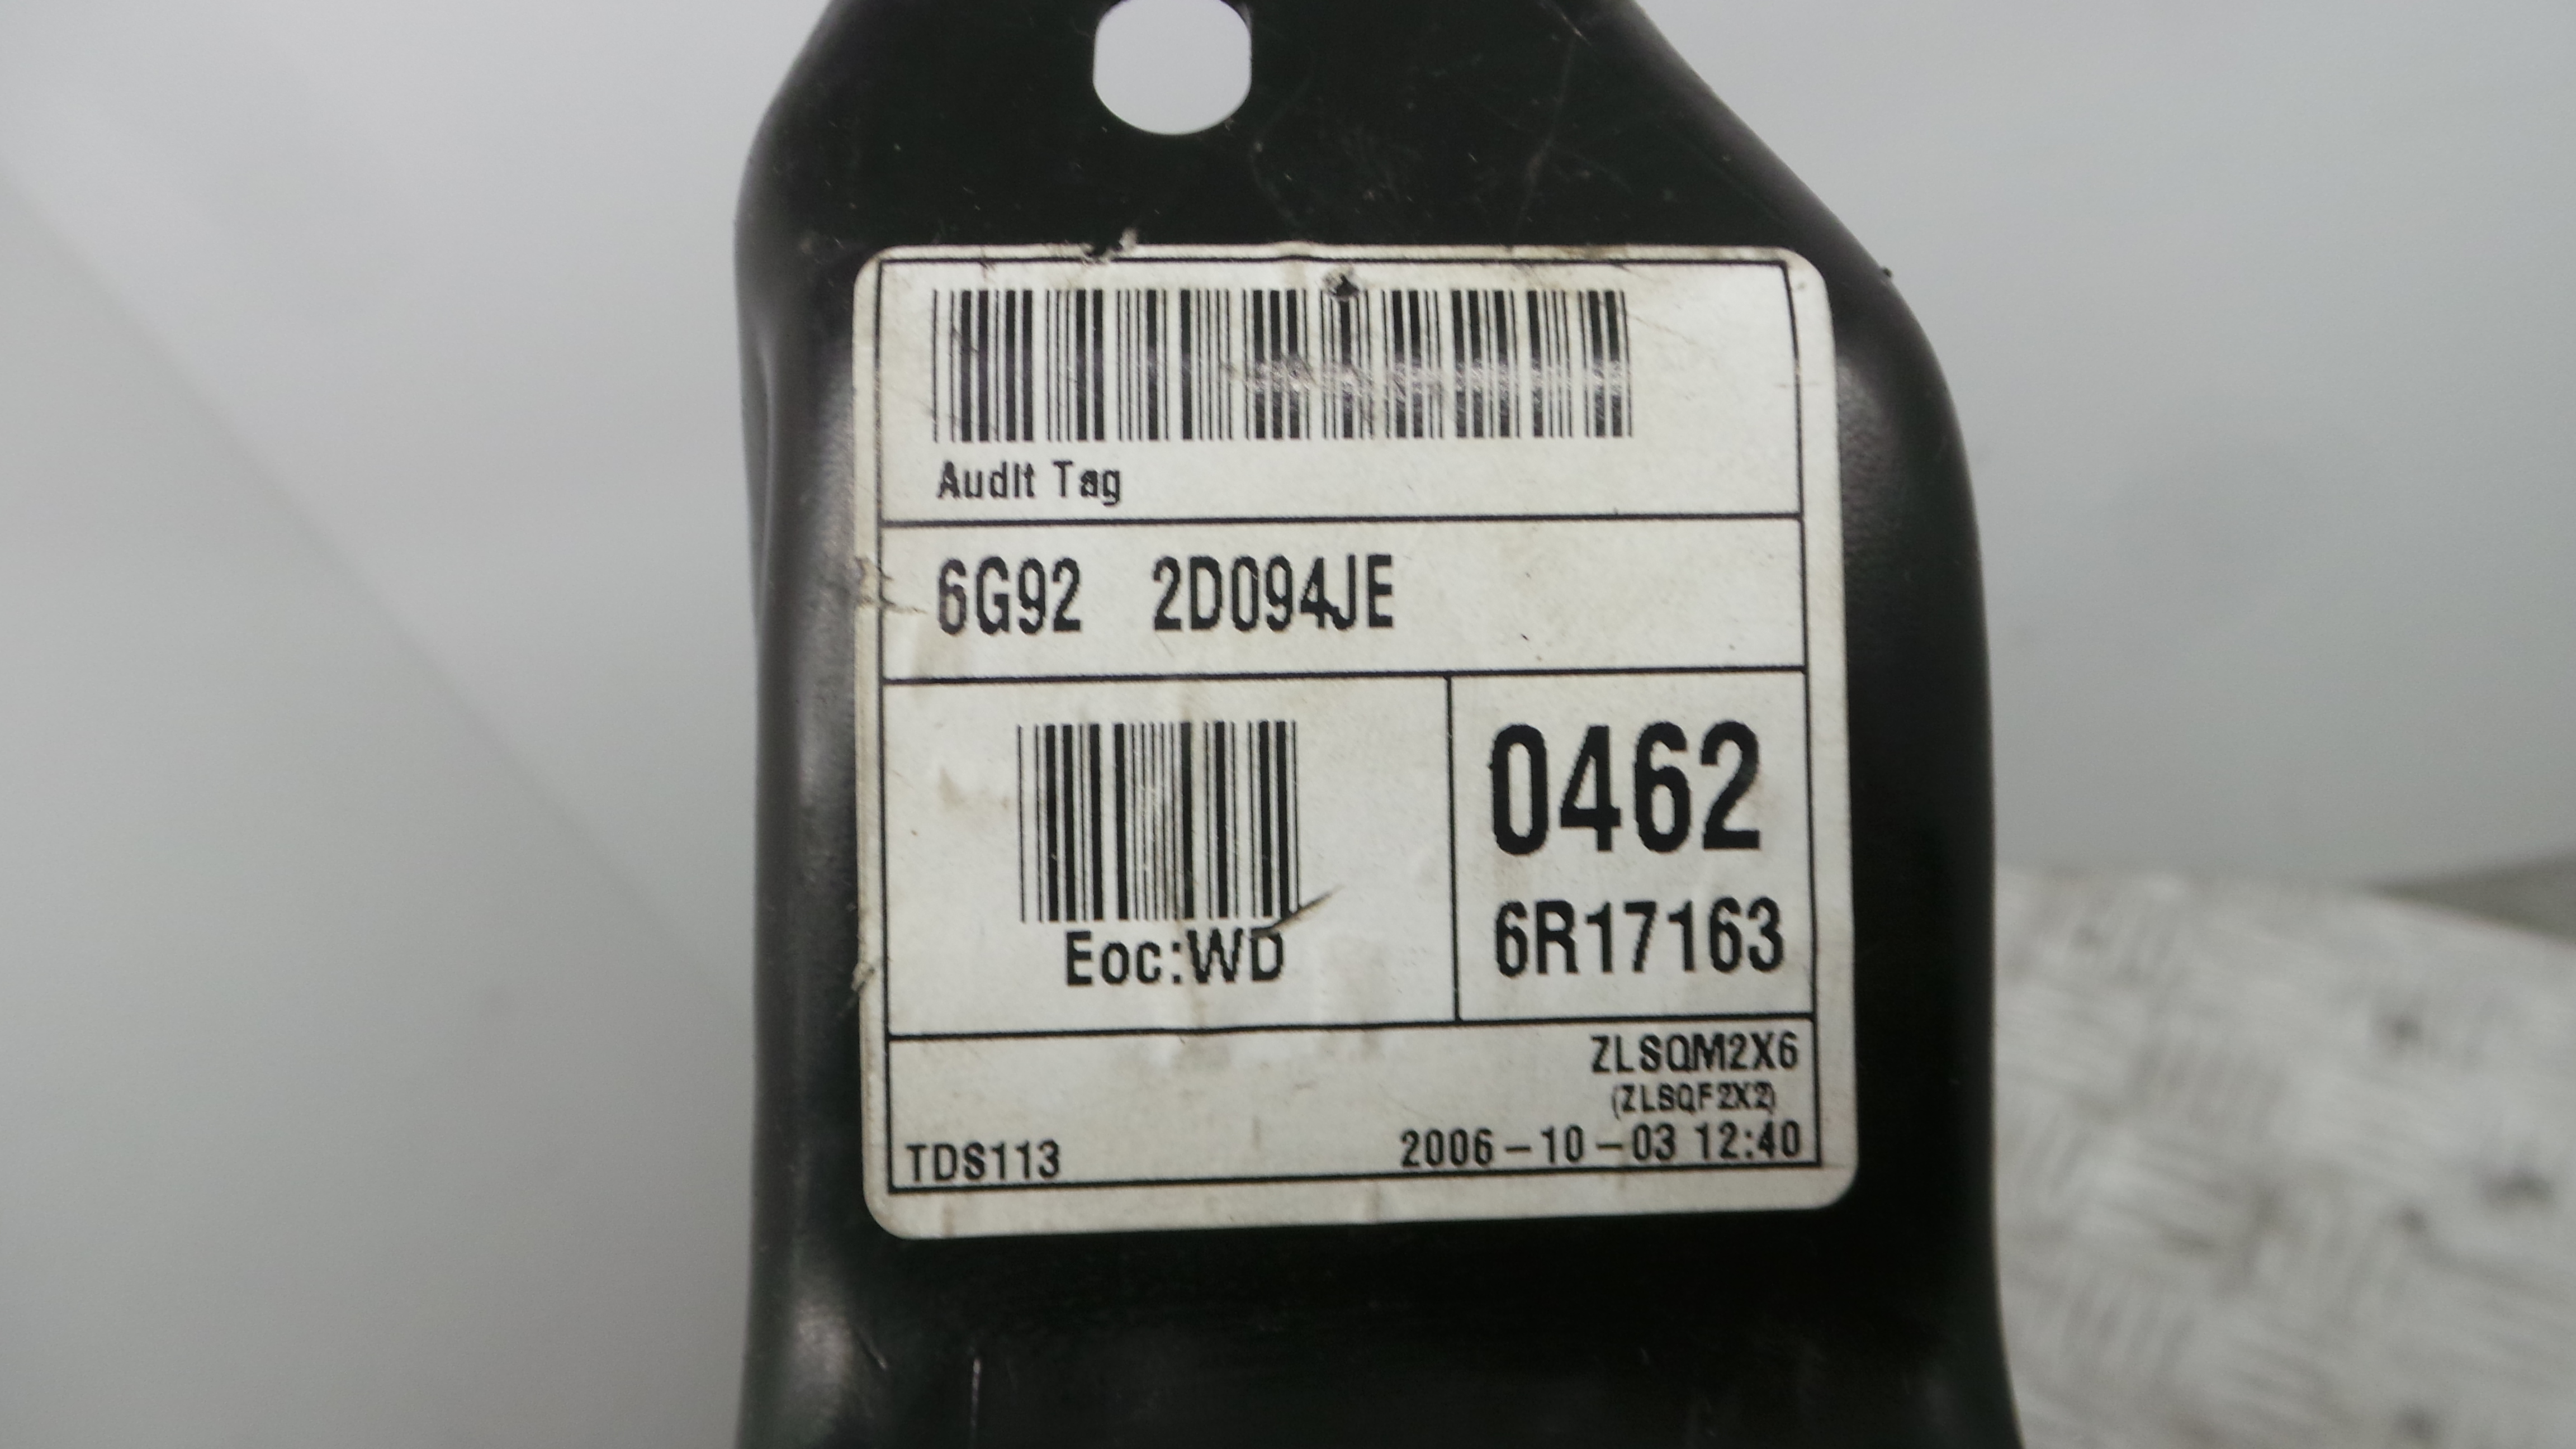 Audit Tag
6G92 2D094JE
0462
6R17163
Eoc:WD
ZLSQM2X6
(ZLSQF2X2)
TDS113 2006-10-03 12:40